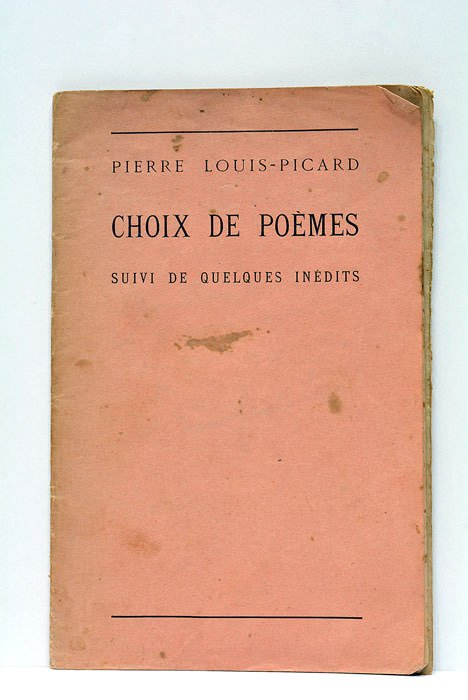 PIERRE LOUIS-PICARD
CHOIX DE POÈMES
SUIVI DE QUELQUES INÉDITS